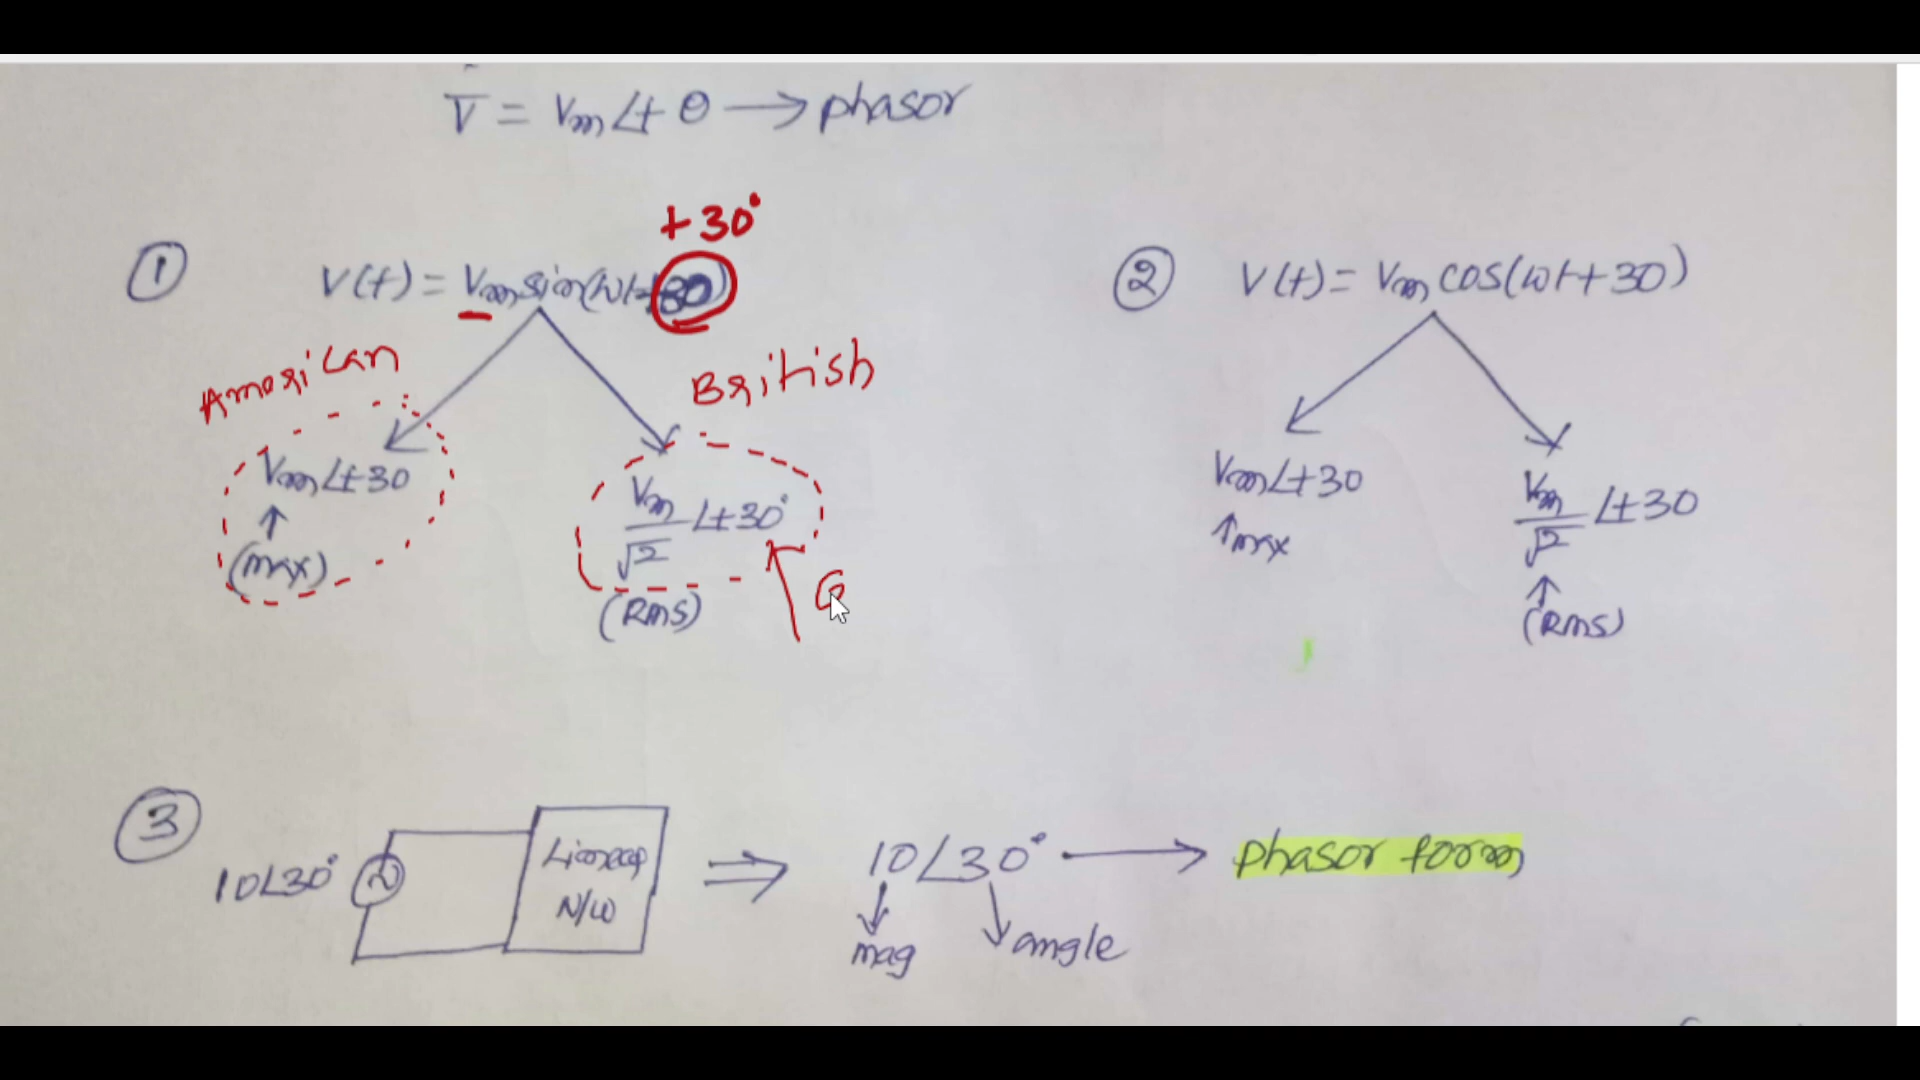 V̅ = Vm∠+θ → phasor
+30°
① V(t) = Vm sin(ωt+30)
② V(t) = Vm cos(ωt+30)
American
British
Vm∠+30
↑
(max)
Vm/√2 ∠+30°
(Rms)
G
Vm∠+30
↑max
Vm/√2 ∠+30
↑
(Rms)
③
10∠30° Linear
N/W
⇒ 10∠30° → phasor form
mag
angle